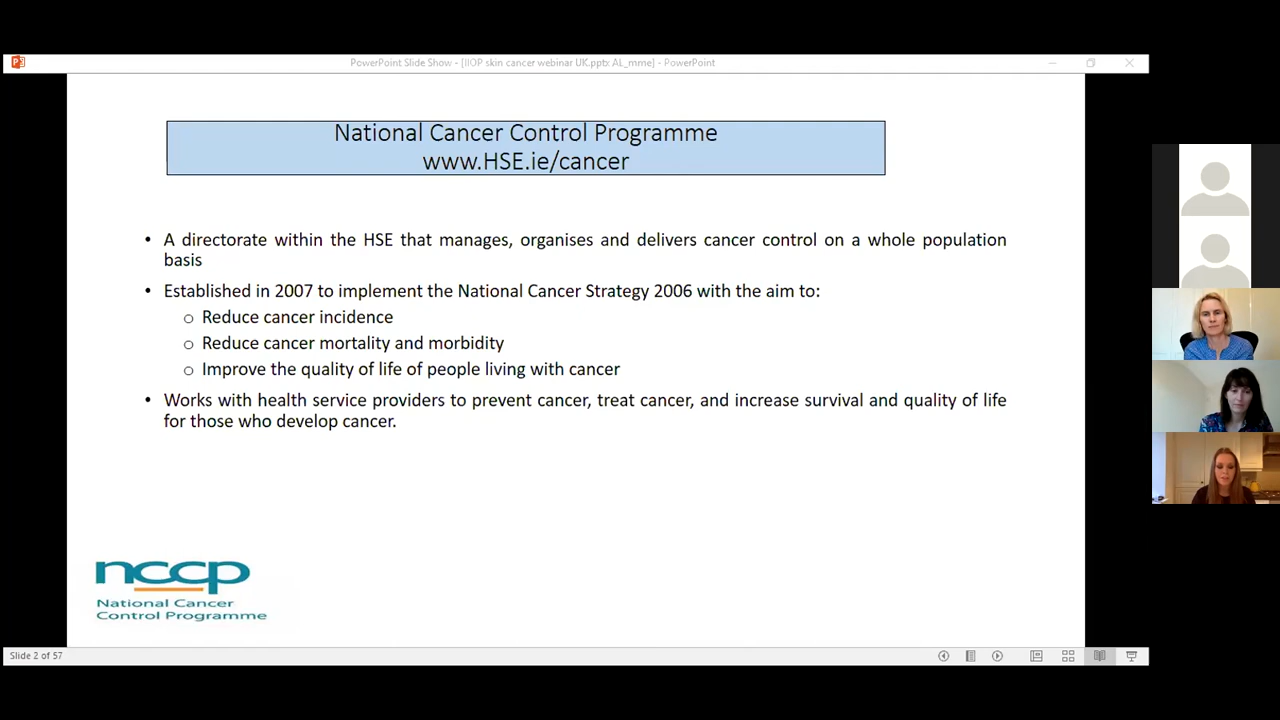 PowerPoint Slide Show - [IIOP skin cancer webinar UK.pptx AL_mme] - PowerPoint
National Cancer Control Programme
www.HSE.ie/cancer
• A directorate within the HSE that manages, organises and delivers cancer control on a whole population
basis
• Established in 2007 to implement the National Cancer Strategy 2006 with the aim to:
o Reduce cancer incidence
o Reduce cancer mortality and morbidity
o Improve the quality of life of people living with cancer
• Works with health service providers to prevent cancer, treat cancer, and increase survival and quality of life
for those who develop cancer.
nccp
National Cancer
Control Programme
Slide 2 of 57